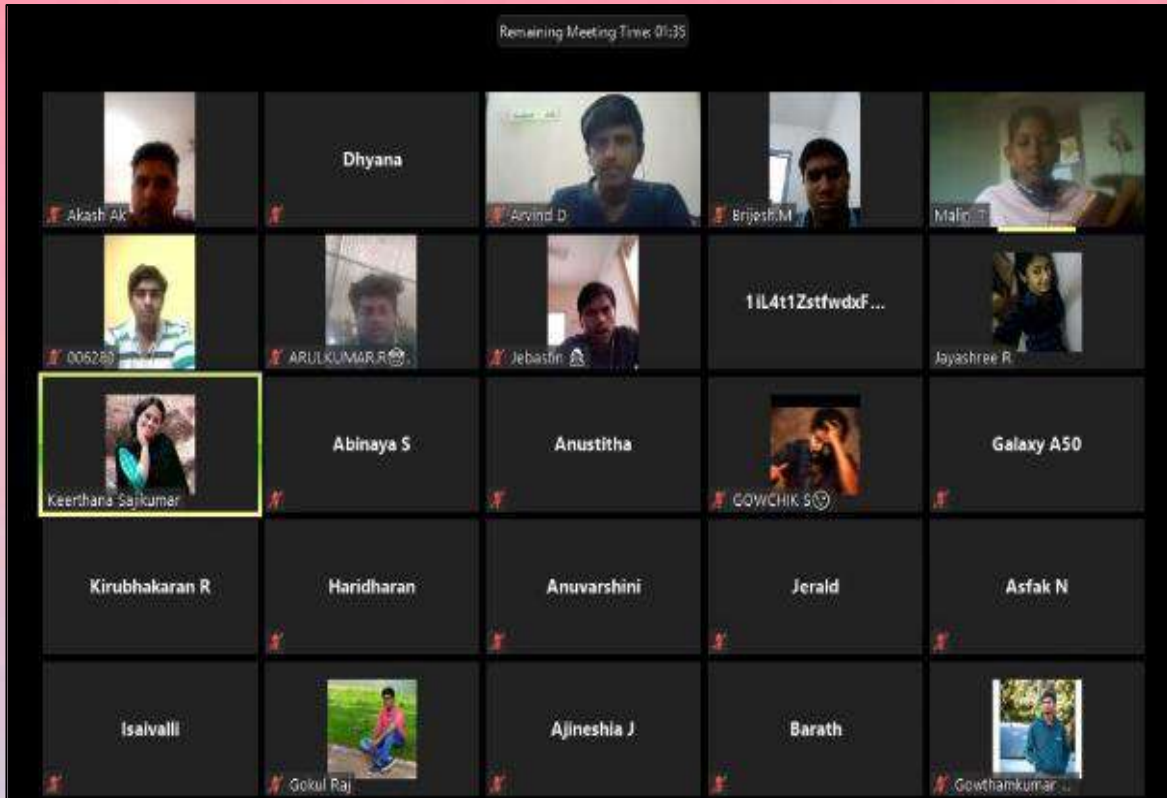 Remaining Meeting Time: 01:35
Akash Ak
Dhyana
Arvind D
Brijesh.M
Malin T
006280
ARULKUMAR.R
Jebastin
1iL4t1ZstfwdxF...
Jayashree R
Keerthana Sajikumar
Abinaya S
Anustitha
GOWCHIK S
Galaxy A50
Kirubhakaran R
Haridharan
Anuvarshini
Jerald
Asfak N
Isaivalli
Gokul Raj
Ajineshia J
Barath
Gowthamkumar ..